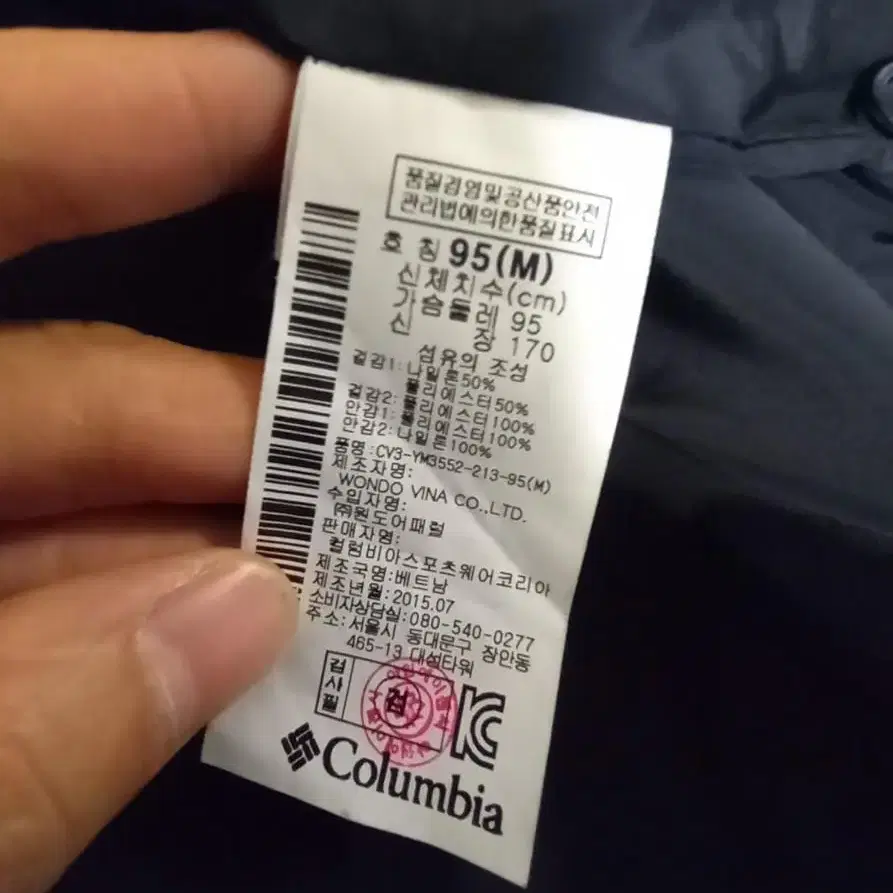 품질경영및공산품안전
관리법에의한품질표시
호 칭 95(M)
신체치수(cm)
가슴둘레 95
신 장 170
섬유의 조성
겉감1:나일론50%
폴리에스터50%
겉감2:폴리에스터100%
안감1:폴리에스터100%
안감2:나일론100%
품명:CV3-YM3552-213-95(M)
제조자명:
WONDO VINA CO.,LTD.
수입자명:
(주)원도어패럴
판매자명:
컬럼비아스포츠웨어코리아
제조국명:베트남
제조년월:2015.07
소비자상담실:080-540-0277
주소:서울시 동대문구 장안동
465-13 대성타워
검사필
검
KC
Columbia